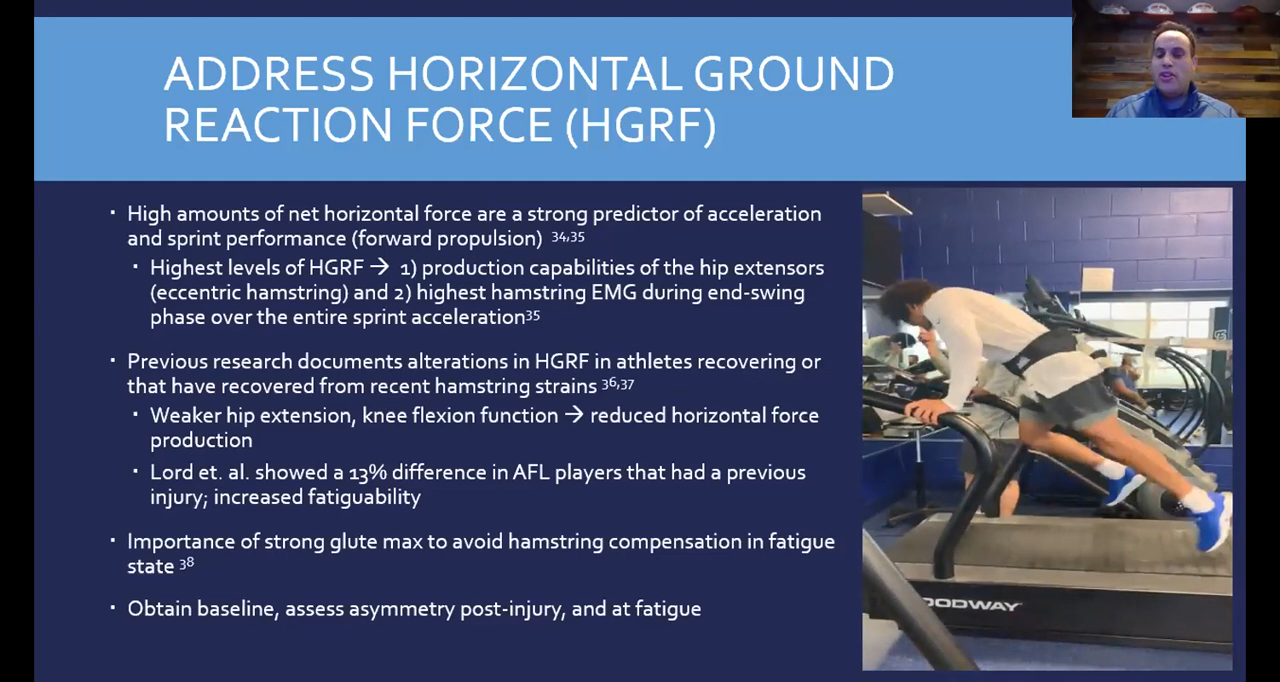 ADDRESS HORIZONTAL GROUND
REACTION FORCE (HGRF)
· High amounts of net horizontal force are a strong predictor of acceleration
and sprint performance (forward propulsion) 34,35
· Highest levels of HGRF → 1) production capabilities of the hip extensors
(eccentric hamstring) and 2) highest hamstring EMG during end-swing
phase over the entire sprint acceleration35
· Previous research documents alterations in HGRF in athletes recovering or
that have recovered from recent hamstring strains 36,37
· Weaker hip extension, knee flexion function → reduced horizontal force
production
· Lord et. al. showed a 13% difference in AFL players that had a previous
injury; increased fatiguability
· Importance of strong glute max to avoid hamstring compensation in fatigue
state 38
· Obtain baseline, assess asymmetry post-injury, and at fatigue
OODWAY